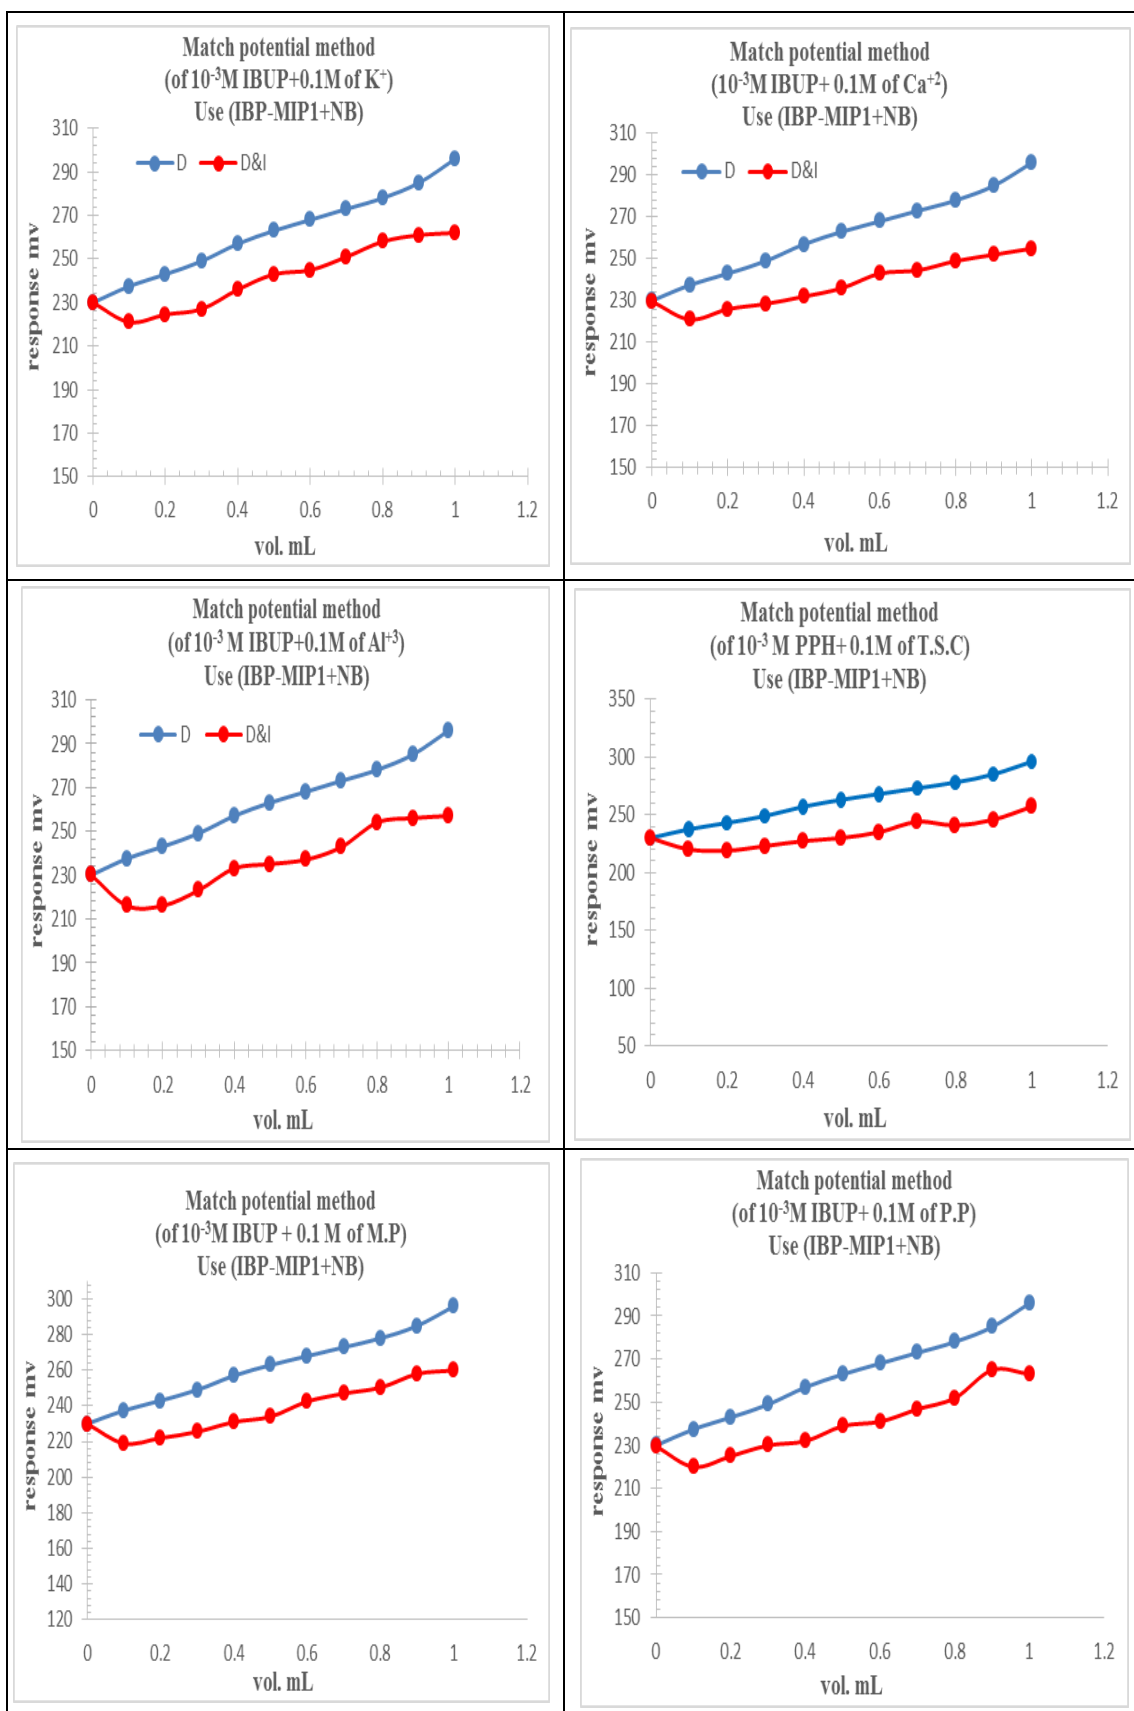 Match potential method
(of 10⁻³M IBUP+0.1M of K⁺)
Use (IBP-MIP1+NB)
310
290
270
250
230
210
190
170
150
D
D&I
response mv
0
0.2
0.4
0.6
0.8
1
1.2
vol. mL
Match potential method
(10⁻³M IBUP+ 0.1M of Ca⁺²)
Use (IBP-MIP1+NB)
310
290
270
250
230
210
190
170
150
D
D&I
response mv
0
0.2
0.4
0.6
0.8
1
1.2
vol. mL
Match potential method
(of 10⁻³ M IBUP+0.1M of Al⁺³)
Use (IBP-MIP1+NB)
310
290
270
250
230
210
190
170
150
D
D&I
response mv
0
0.2
0.4
0.6
0.8
1
1.2
vol. mL
Match potential method
(of 10⁻³ M PPH+ 0.1M of T.S.C)
Use (IBP-MIP1+NB)
350
300
250
200
150
100
50
response mv
0
0.2
0.4
0.6
0.8
1
1.2
vol. mL
Match potential method
(of 10⁻³M IBUP + 0.1 M of M.P)
Use (IBP-MIP1+NB)
300
280
260
240
220
200
180
160
140
120
response mv
0
0.2
0.4
0.6
0.8
1
1.2
vol. mL
Match potential method
(of 10⁻³M IBUP+ 0.1M of P.P)
Use (IBP-MIP1+NB)
310
290
270
250
230
210
190
170
150
response mv
0
0.2
0.4
0.6
0.8
1
1.2
vol. mL